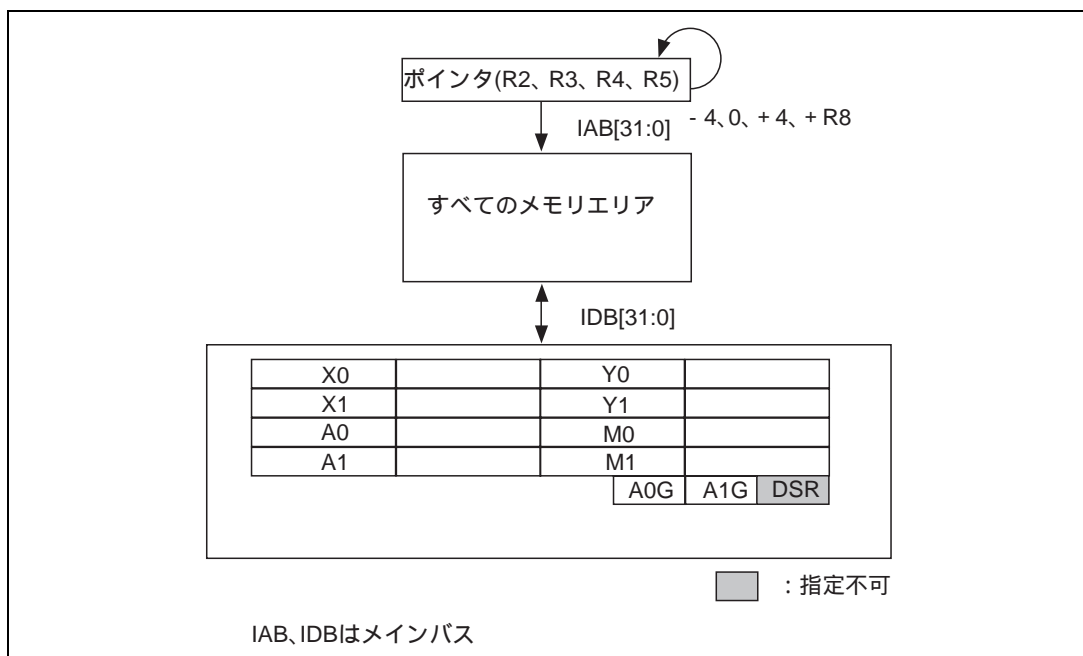 ポインタ(R2、R3、R4、R5)
- 4、0、+ 4、+ R8
IAB[31:0]
すべてのメモリエリア
IDB[31:0]
X0 Y0
X1 Y1
A0 M0
A1 M1
A0G A1G DSR
：指定不可
IAB、IDBはメインバス